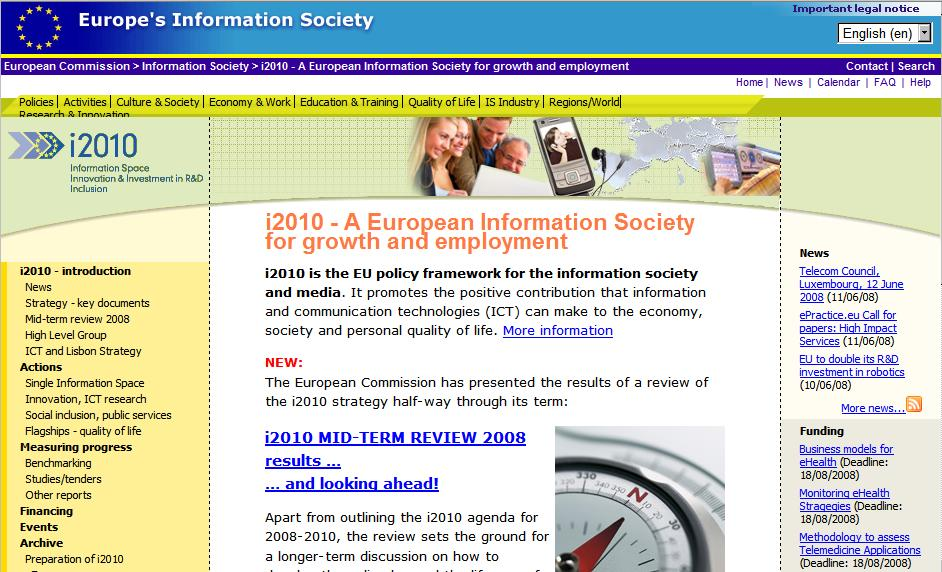 Important legal notice
Europe's Information Society
English (en)
European Commission > Information Society > i2010 - A European Information Society for growth and employment
Contact | Search
Home | News | Calendar | FAQ | Help
Policies | Activities | Culture & Society | Economy & Work | Education & Training | Quality of Life | IS Industry | Regions/World|
Research & Innovation
i2010
Information Space
Innovation & Investment in R&D
Inclusion
i2010 - introduction
News
Strategy - key documents
Mid-term review 2008
High Level Group
ICT and Lisbon Strategy
Actions
Single Information Space
Innovation, ICT research
Social inclusion, public services
Flagships - quality of life
Measuring progress
Benchmarking
Studies/tenders
Other reports
Financing
Events
Archive
Preparation of i2010
i2010 - A European Information Society
for growth and employment
i2010 is the EU policy framework for the information society
and media. It promotes the positive contribution that information
and communication technologies (ICT) can make to the economy,
society and personal quality of life. More information
NEW:
The European Commission has presented the results of a review of
the i2010 strategy half-way through its term:
i2010 MID-TERM REVIEW 2008
results ...
... and looking ahead!
Apart from outlining the i2010 agenda for
2008-2010, the review sets the ground for
a longer-term discussion on how to
N
330
350
30
News
Telecom Council,
Luxembourg, 12 June
2008 (11/06/08)
ePractice.eu Call for
papers: High Impact
Services (11/06/08)
EU to double its R&D
investment in robotics
(10/06/08)
More news...
Funding
Business models for
eHealth (Deadline:
18/08/2008)
Monitoring eHealth
Stragegies (Deadline:
18/08/2008)
Methodology to assess
Telemedicine Applications
(Deadline: 18/08/2008)